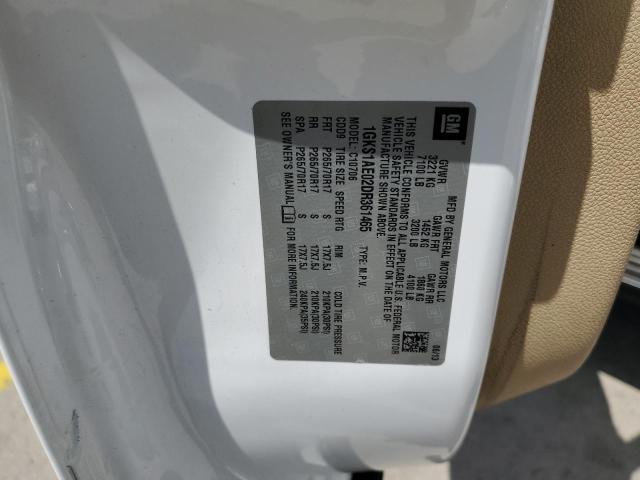 GM
MFD BY GENERAL MOTORS LLC
08/13
GVWR GAWR FRT GAWR RR
3221 KG 1452 KG 1860 KG
7100 LB 3200 LB 4100 LB
THIS VEHICLE CONFORMS TO ALL APPLICABLE U.S. FEDERAL MOTOR
VEHICLE SAFETY STANDARDS IN EFFECT ON THE DATE OF
MANUFACTURE SHOWN ABOVE.
1GKS1AE02DR361465 TYPE: M.P.V.
MODEL: C10706
CDD9 TIRE SIZE SPEED RTG RIM COLD TIRE PRESSURE
FRT P265/70R17 S 17X7.5J 210KPA(30PSI)
RR P265/70R17 S 17X7.5J 210KPA(30PSI)
SPA P265/70R17 S 17X7.5J 240KPA(35PSI)
SEE OWNER'S MANUAL FOR MORE INFORMATION.